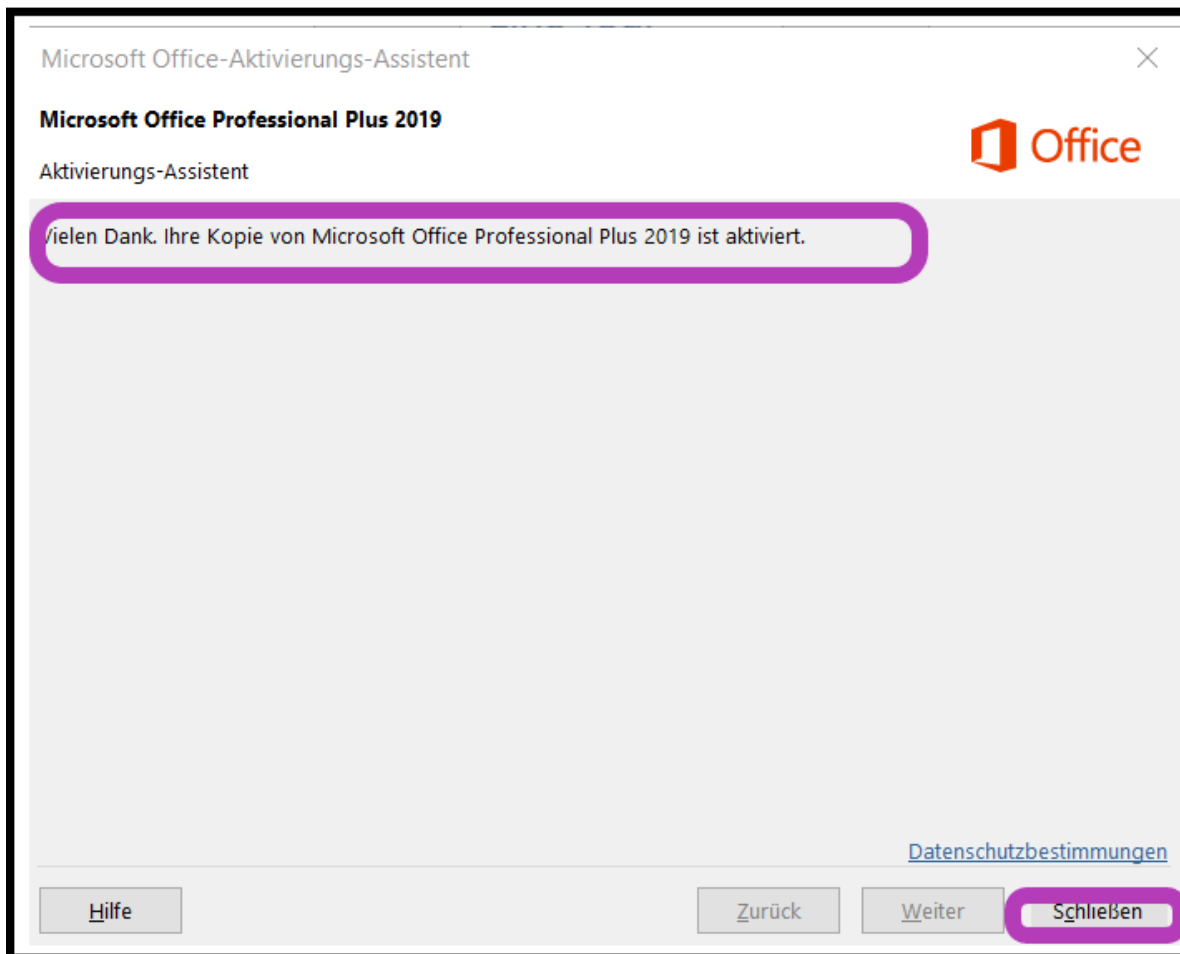 Microsoft Office-Aktivierungs-Assistent
Microsoft Office Professional Plus 2019
Office
Aktivierungs-Assistent
Vielen Dank. Ihre Kopie von Microsoft Office Professional Plus 2019 ist aktiviert.
Datenschutzbestimmungen
Hilfe
Zurück
Weiter
Schließen